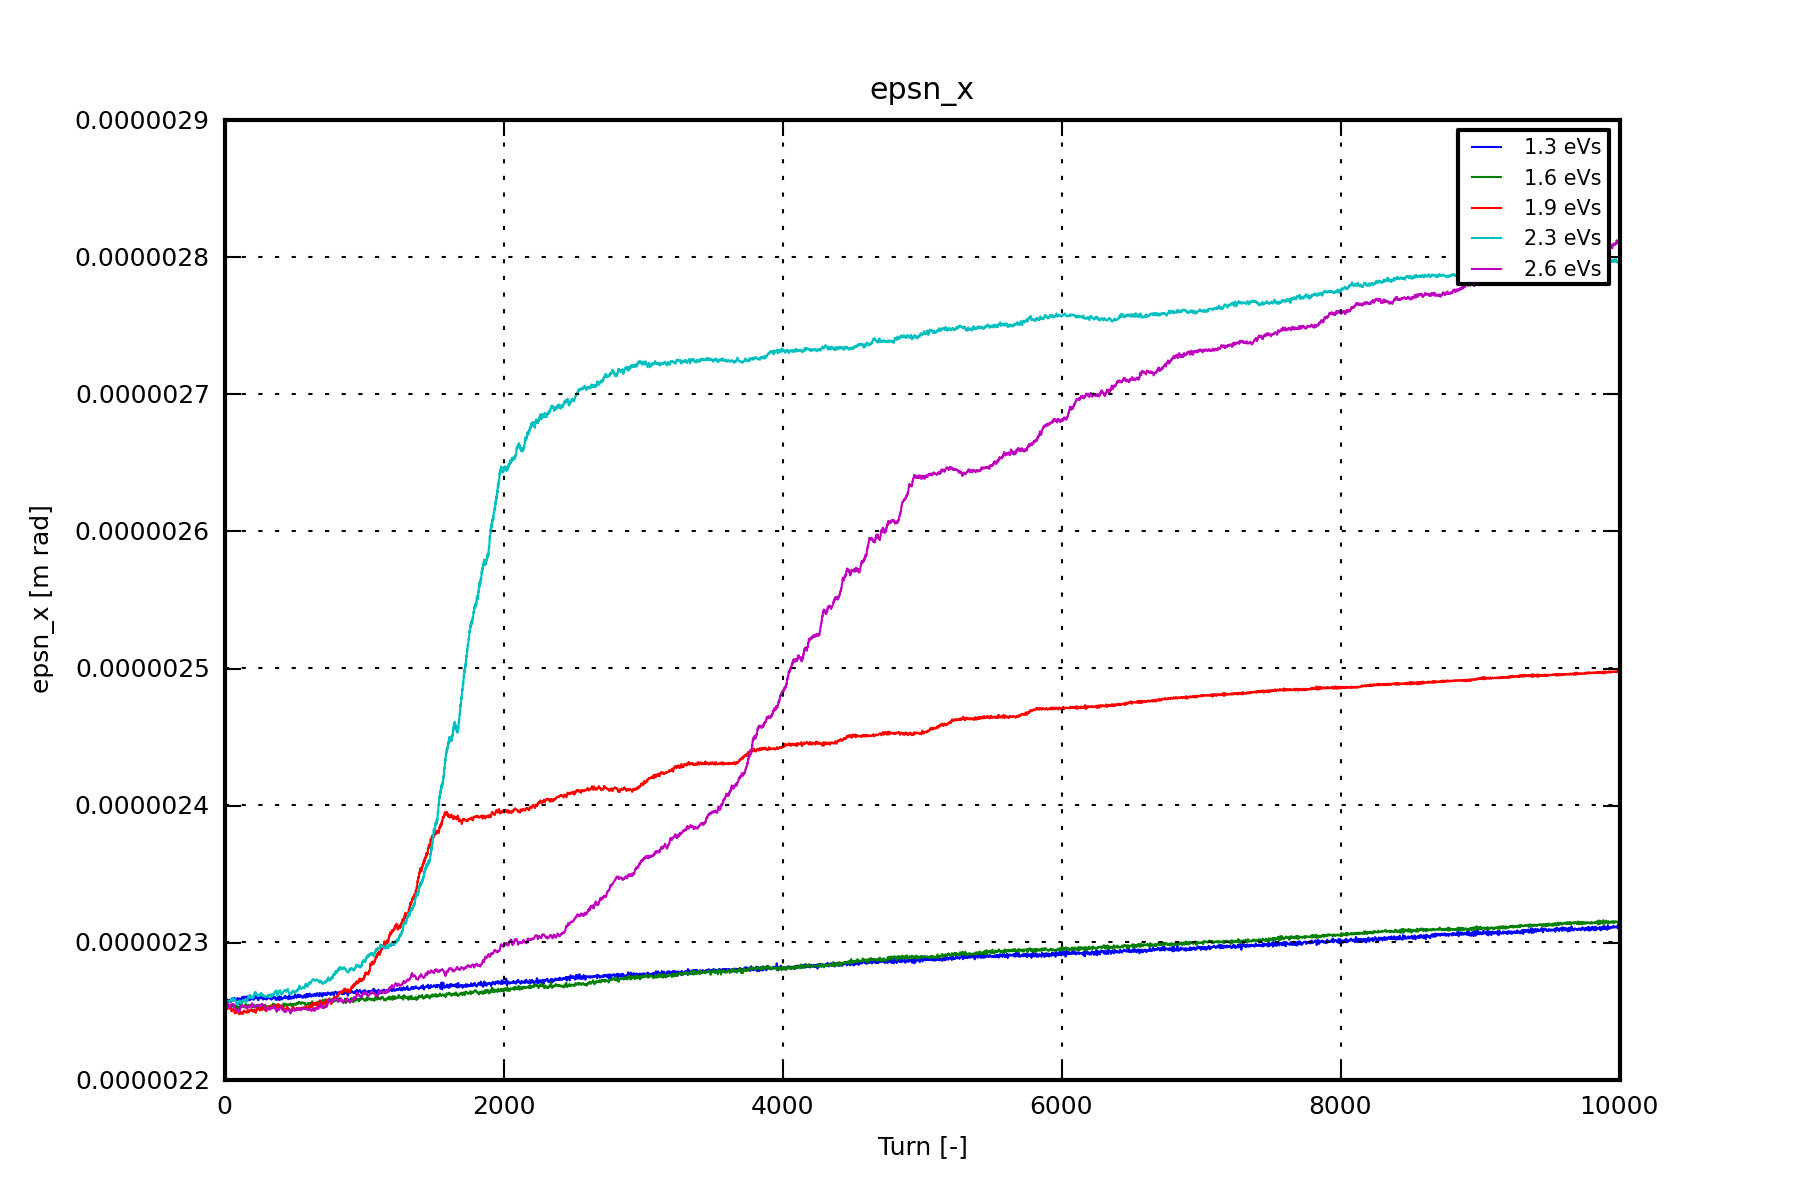 epsn_x
0.0000029
0.0000028
0.0000027
0.0000026
0.0000025
0.0000024
0.0000023
0.0000022
epsn_x [m rad]
1.3 eVs
1.6 eVs
1.9 eVs
2.3 eVs
2.6 eVs
0 2000 4000 6000 8000 10000
Turn [-]